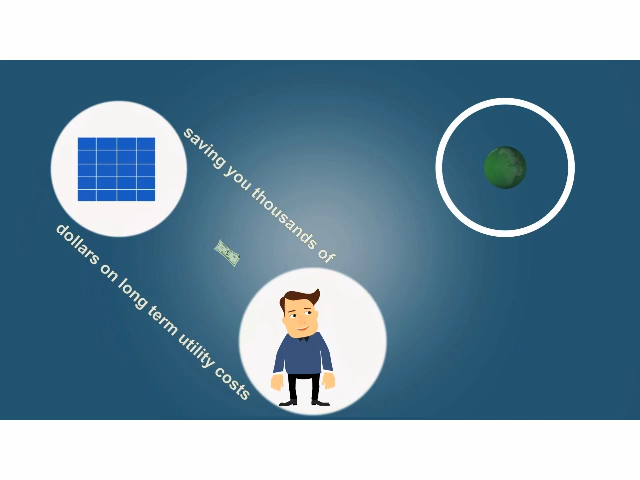 saving you thousands of
dollars on long term utility costs